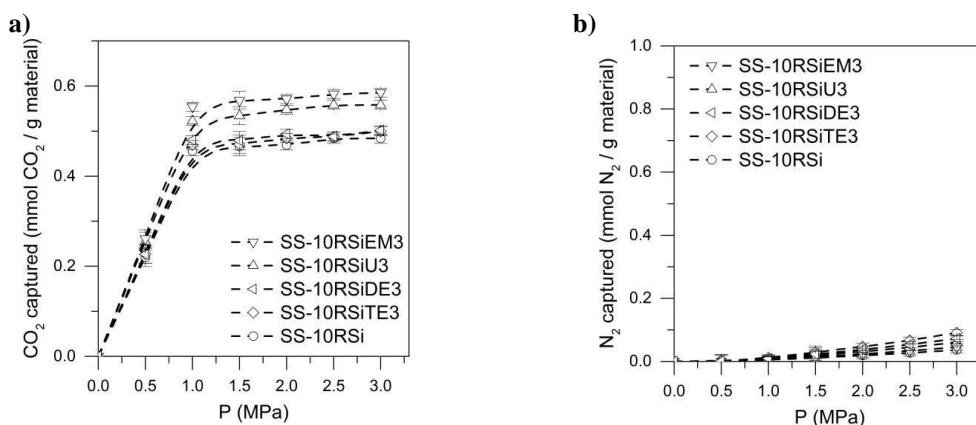 a)
CO2 captured (mmol CO2 / g material)
0.6
0.4
0.2
0.0
SS-10RSiEM3
SS-10RSiU3
SS-10RSiDE3
SS-10RSiTE3
SS-10RSi
0.0 0.5 1.0 1.5 2.0 2.5 3.0
P (MPa)
b)
N2 captured (mmol N2 / g material)
1.0
0.8
0.6
0.4
0.2
0.0
SS-10RSiEM3
SS-10RSiU3
SS-10RSiDE3
SS-10RSiTE3
SS-10RSi
0.0 0.5 1.0 1.5 2.0 2.5 3.0
P (MPa)